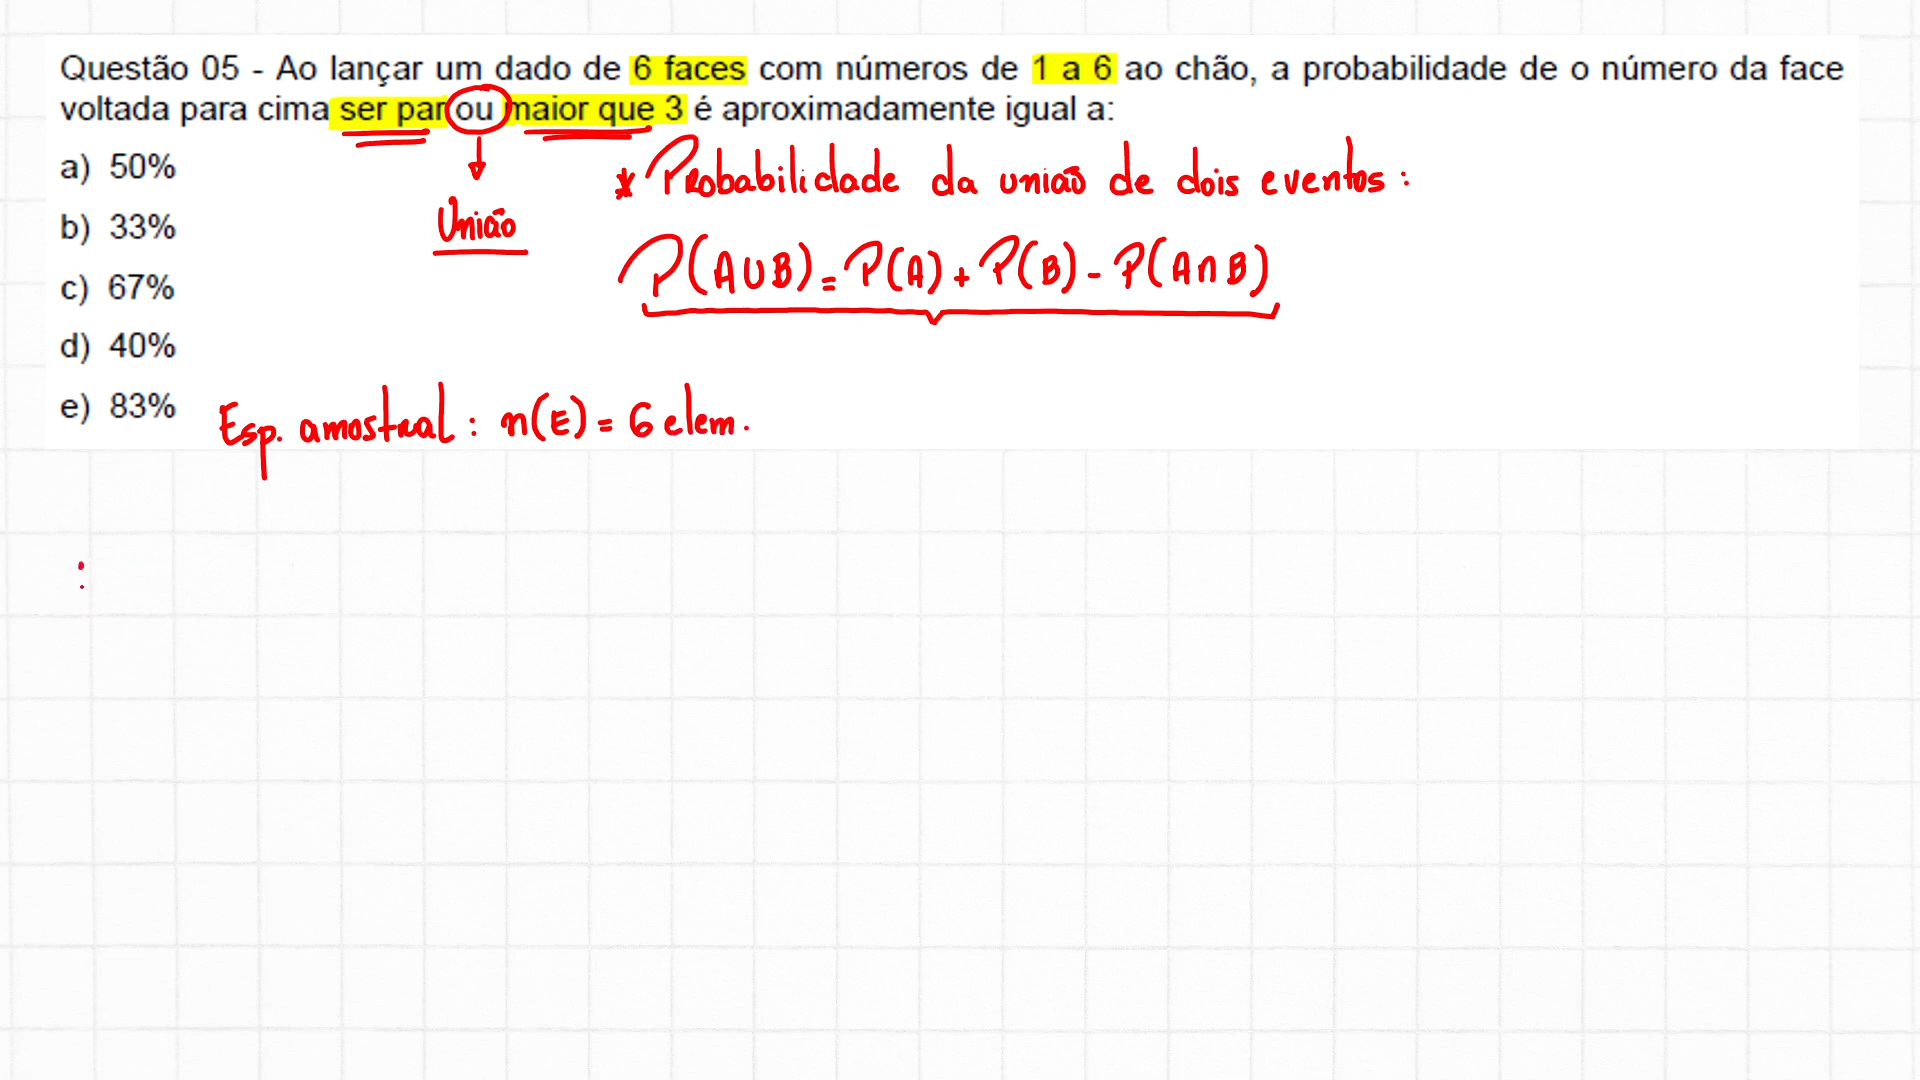 Questão 05 - Ao lançar um dado de 6 faces com números de 1 a 6 ao chão, a probabilidade de o número da face
voltada para cima ser par ou maior que 3 é aproximadamente igual a:
a) 50%
* Probabilidade da união de dois eventos:
b) 33%
União
P(A∪B) = P(A) + P(B) - P(A∩B)
c) 67%
d) 40%
e) 83%
Esp. amostral: n(E) = 6 elem.
: